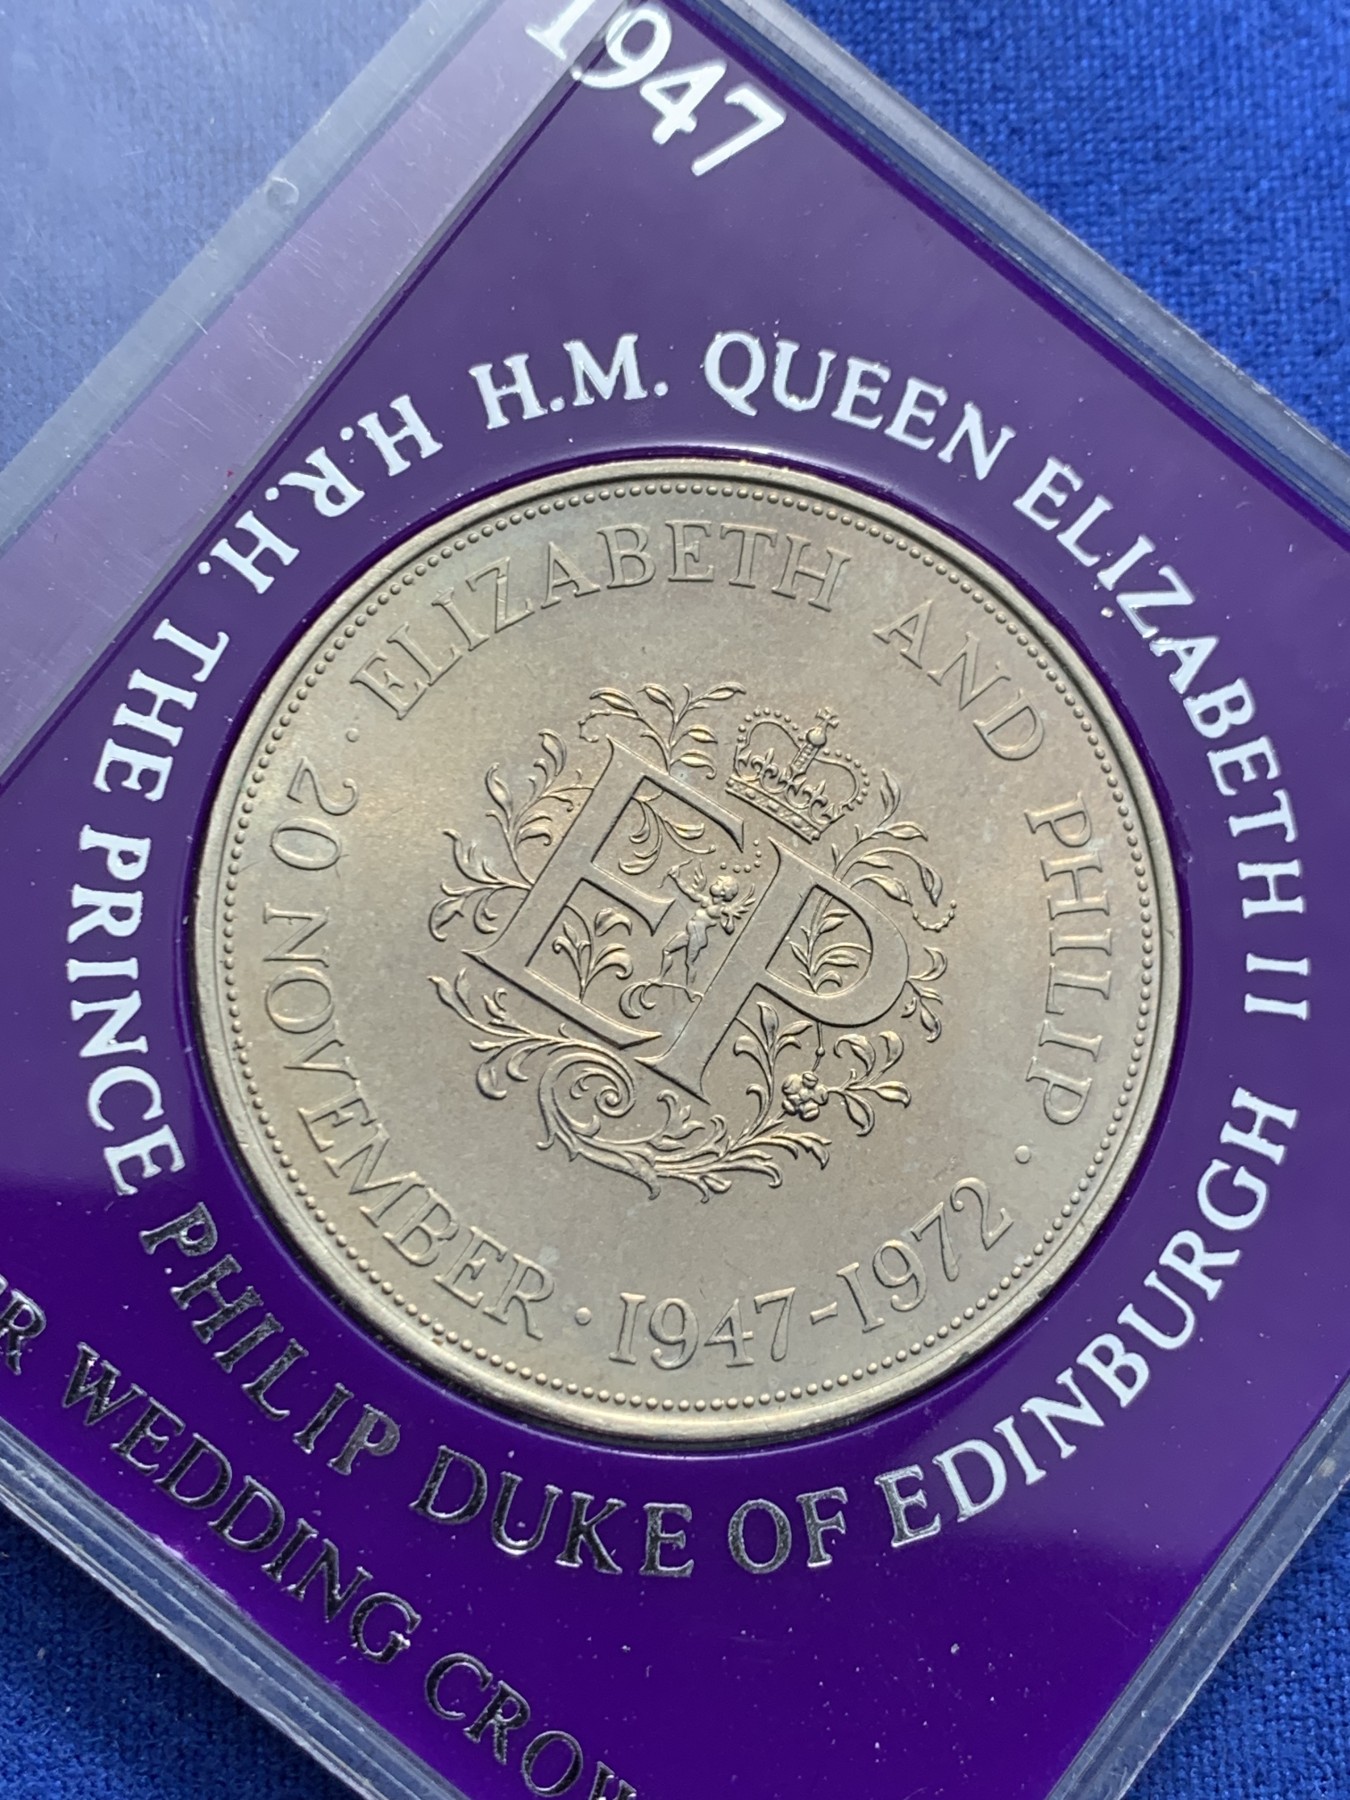 1947
H.M. QUEEN ELIZABETH II
H.R.H. THE PRINCE PHILIP DUKE OF EDINBURGH
WEDDING
· ELIZABETH AND PHILIP ·
20 NOVEMBER · 1947-1972
EP